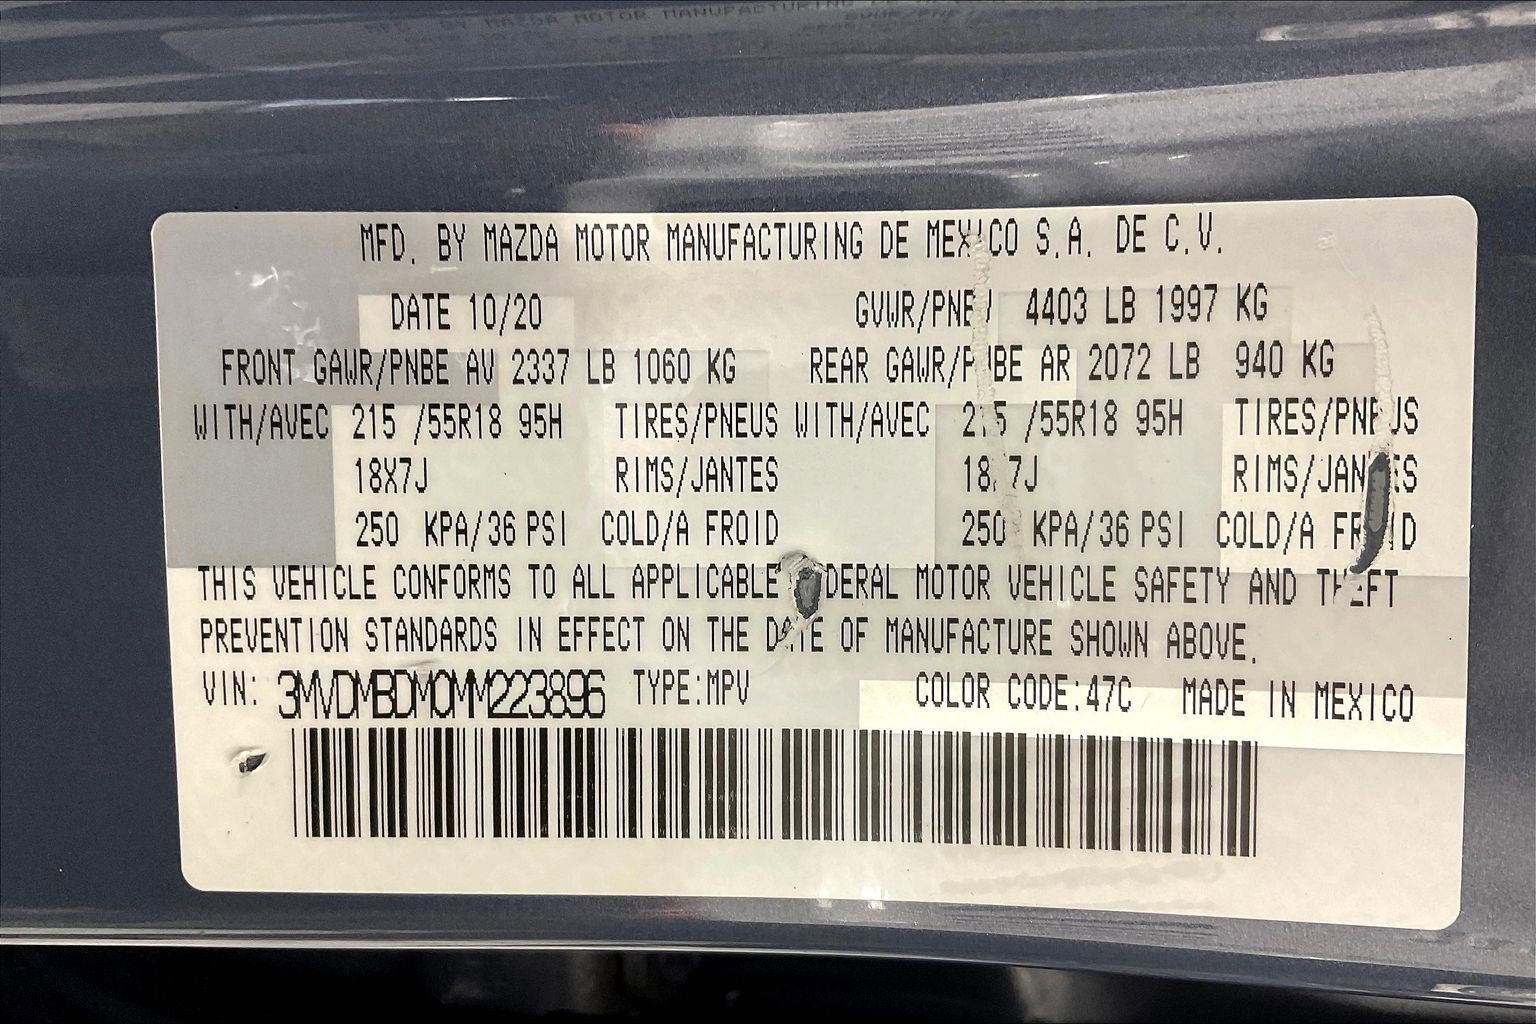 MFD. BY MAZDA MOTOR MANUFACTURING DE MEXICO S.A. DE C.V.
DATE 10/20 GVWR/PNBV 4403 LB 1997 KG
FRONT GAWR/PNBE AV 2337 LB 1060 KG REAR GAWR/PNBE AR 2072 LB 940 KG
WITH/AVEC 215 /55R18 95H TIRES/PNEUS WITH/AVEC 215 /55R18 95H TIRES/PNEUS
18X7J RIMS/JANTES 18X7J RIMS/JANTES
250 KPA/36 PSI COLD/A FROID 250 KPA/36 PSI COLD/A FROID
THIS VEHICLE CONFORMS TO ALL APPLICABLE FEDERAL MOTOR VEHICLE SAFETY AND THEFT
PREVENTION STANDARDS IN EFFECT ON THE DATE OF MANUFACTURE SHOWN ABOVE.
VIN: 3MVDMBDM0MM223896 TYPE:MPV COLOR CODE:47C MADE IN MEXICO